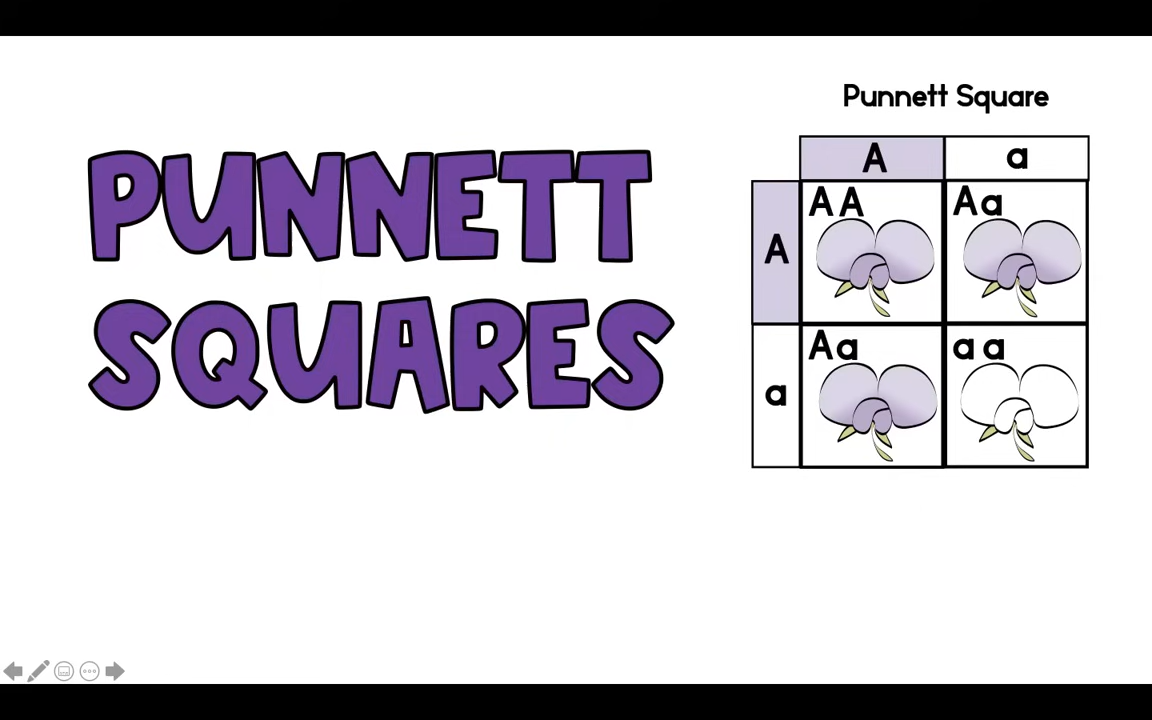 PUNNETT
SQUARES
Punnett Square
A a
A AA Aa
a Aa aa